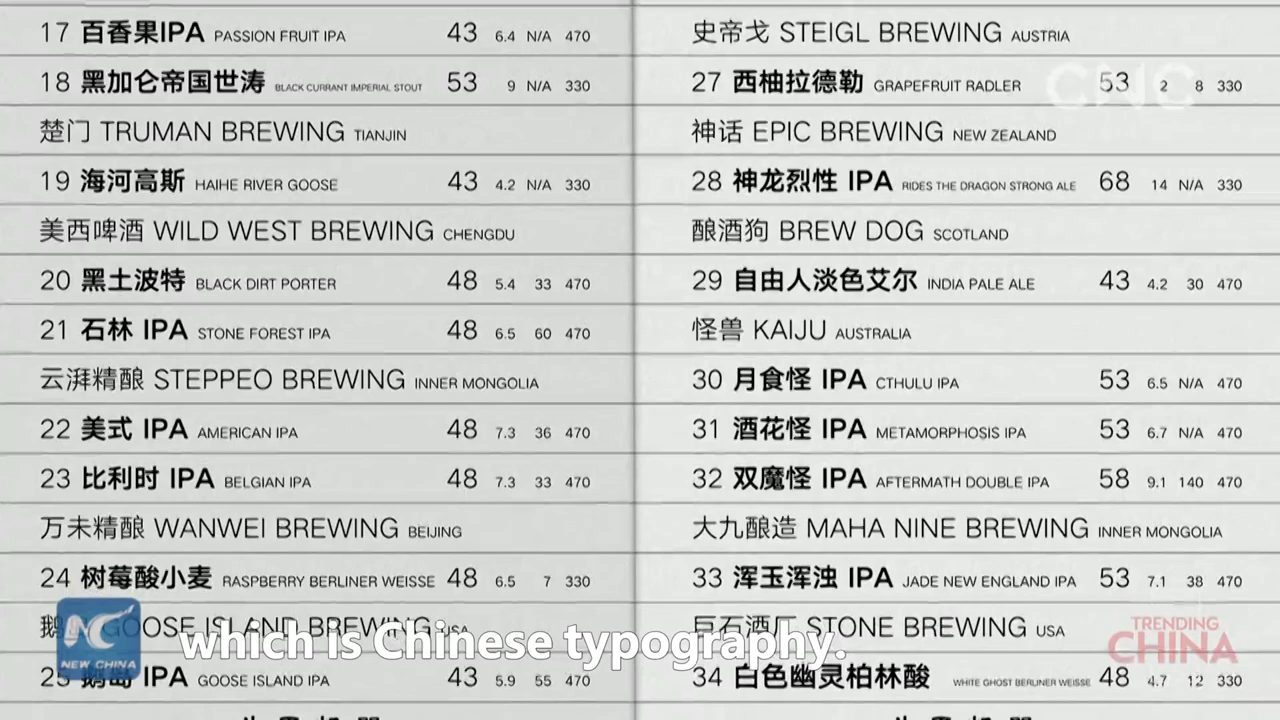 17 百香果IPA PASSION FRUIT IPA 43 6.4 N/A 470
18 黑加仑帝国世涛 BLACK CURRANT IMPERIAL STOUT 53 9 N/A 330
楚门 TRUMAN BREWING TIANJIN
19 海河高斯 HAIHE RIVER GOOSE 43 4.2 N/A 330
美西啤酒 WILD WEST BREWING CHENGDU
20 黑土波特 BLACK DIRT PORTER 48 5.4 33 470
21 石林 IPA STONE FOREST IPA 48 6.5 60 470
云湃精酿 STEPPEO BREWING INNER MONGOLIA
22 美式 IPA AMERICAN IPA 48 7.3 36 470
23 比利时 IPA BELGIAN IPA 48 7.3 33 470
万未精酿 WANWEI BREWING BEIJING
24 树莓酸小麦 RASPBERRY BERLINER WEISSE 48 6.5 7 330
鹅 GOOSE ISLAND BREWING USA
25 鹅岛 IPA GOOSE ISLAND IPA 43 5.9 55 470
史帝戈 STEIGL BREWING AUSTRIA
27 西柚拉德勒 GRAPEFRUIT RADLER 53 2 8 330
神话 EPIC BREWING NEW ZEALAND
28 神龙烈性 IPA RIDES THE DRAGON STRONG ALE 68 14 N/A 330
酿酒狗 BREW DOG SCOTLAND
29 自由人淡色艾尔 INDIA PALE ALE 43 4.2 30 470
怪兽 KAIJU AUSTRALIA
30 月食怪 IPA CTHULU IPA 53 6.5 N/A 470
31 酒花怪 IPA METAMORPHOSIS IPA 53 6.7 N/A 470
32 双魔怪 IPA AFTERMATH DOUBLE IPA 58 9.1 140 470
大九酿造 MAHA NINE BREWING INNER MONGOLIA
33 浑玉浑浊 IPA JADE NEW ENGLAND IPA 53 7.1 38 470
巨石酒厂 STONE BREWING USA
34 白色幽灵柏林酸 WHITE GHOST BERLINER WEISSE 48 4.7 12 330
CNC
NC
NEW CHINA
which is Chinese typography.
TRENDING
CHINA